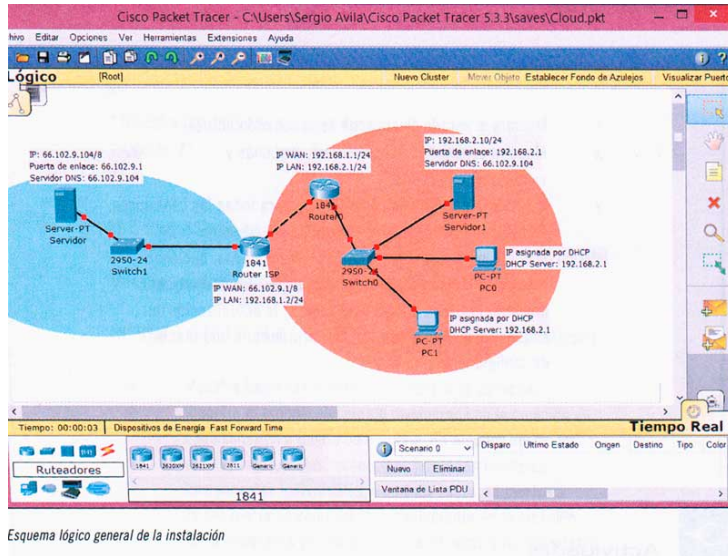 Cisco Packet Tracer - C:\Users\Sergio Avila\Cisco Packet Tracer 5.3.3\saves\Cloud.pkt
hivo Editar Opciones Ver Herramientas Extensiones Ayuda
Lógico [Root] Nuevo Cluster Mover Objeto Establecer Fondo de Azulejos Visualizar Puerto
IP: 66.102.9.104/8
Puerta de enlace: 66.102.9.1
Servidor DNS: 66.102.9.104
Server-PT
Servidor
2950-24
Switch1
1841
Router ISP
IP WAN: 66.102.9.1/8
IP LAN: 192.168.1.2/24
IP WAN: 192.168.1.1/24
IP LAN: 192.168.2.1/24
1841
Router0
IP: 192.168.2.10/24
Puerta de enlace: 192.168.2.1
Servidor DNS: 66.102.9.104
Server-PT
Servidor1
2950-24
Switch0
IP asignada por DHCP
DHCP Server: 192.168.2.1
PC-PT
PC0
IP asignada por DHCP
DHCP Server: 192.168.2.1
PC-PT
PC1
Tiempo: 00:00:03 Dispositivos de Energía Fast Forward Time
Tiempo Real
Ruteadores
1841 2620XM 2621XM 2811 Generic Generic
1841
Scenario 0
Nuevo Eliminar
Ventana de Lista PDU
Disparo Ultimo Estado Origen Destino Tipo Color
Esquema lógico general de la instalación